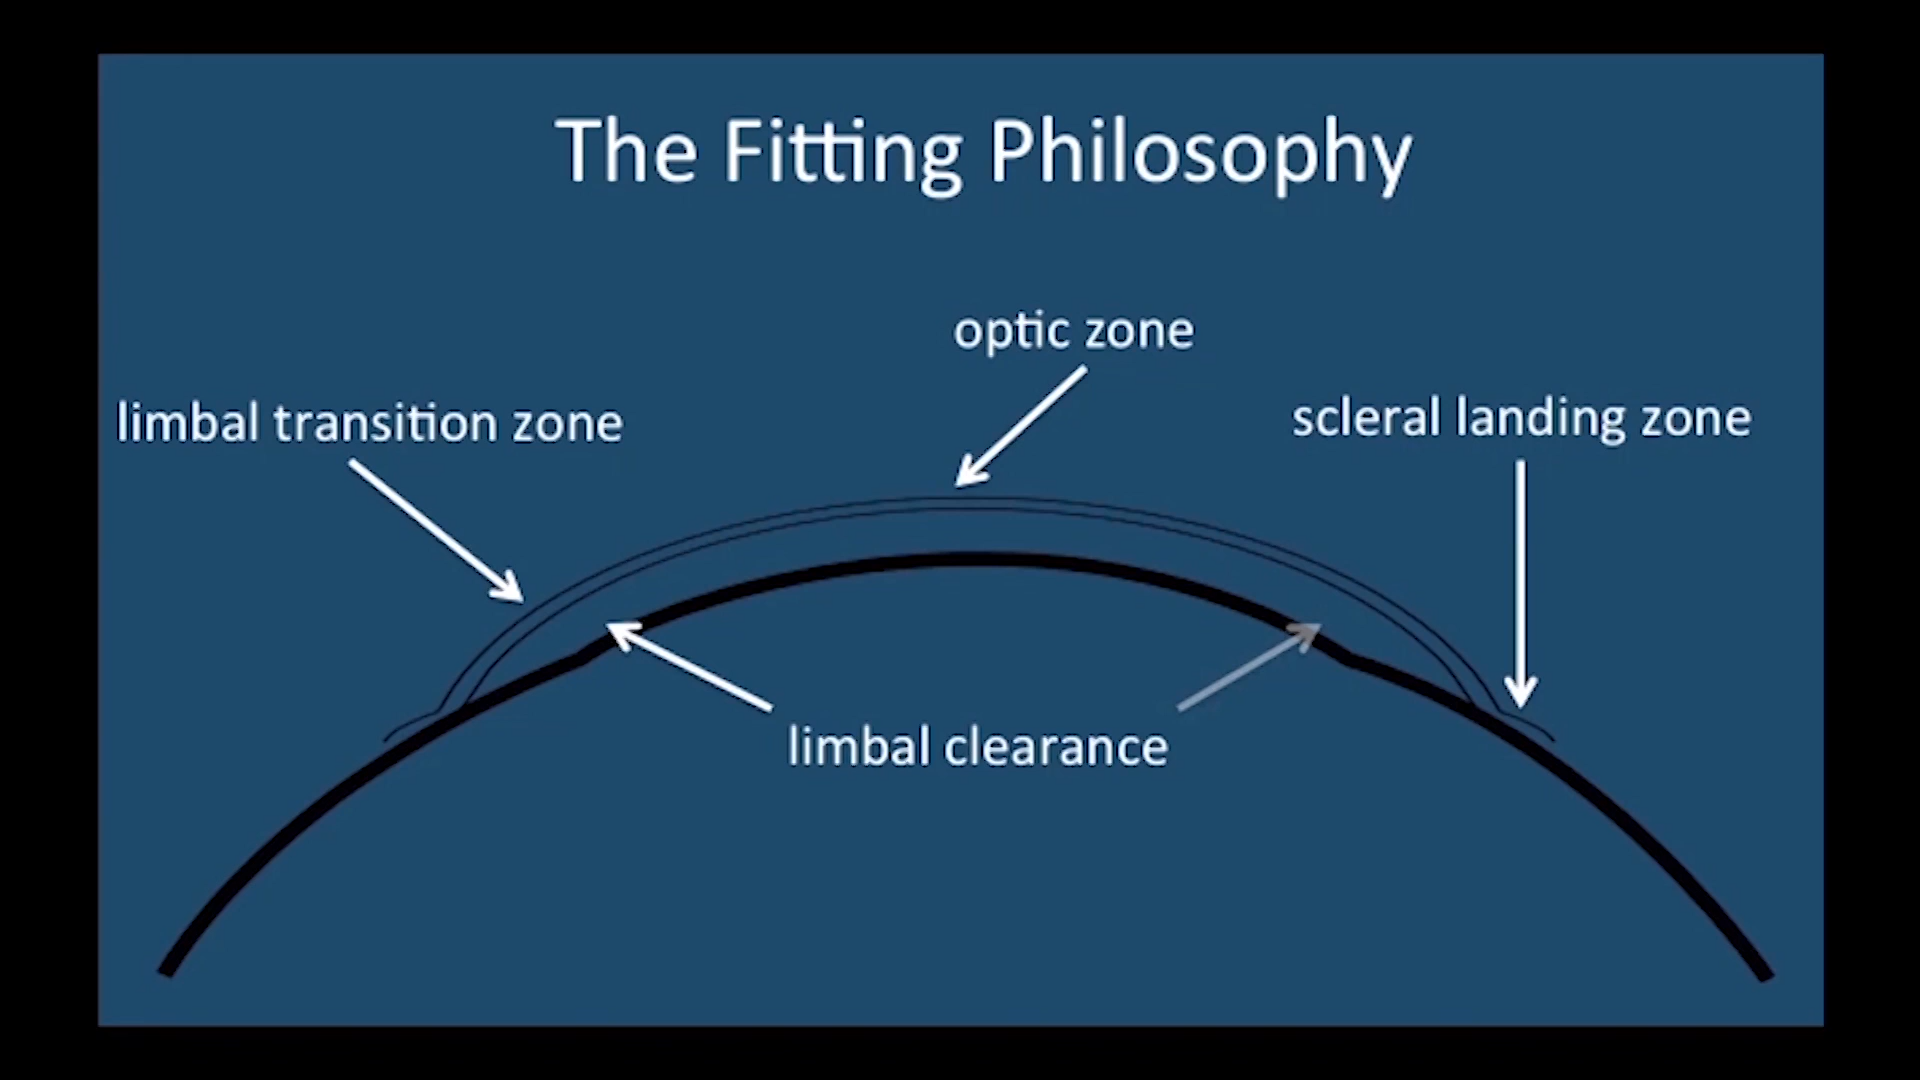 The Fitting Philosophy
optic zone
limbal transition zone
scleral landing zone
limbal clearance